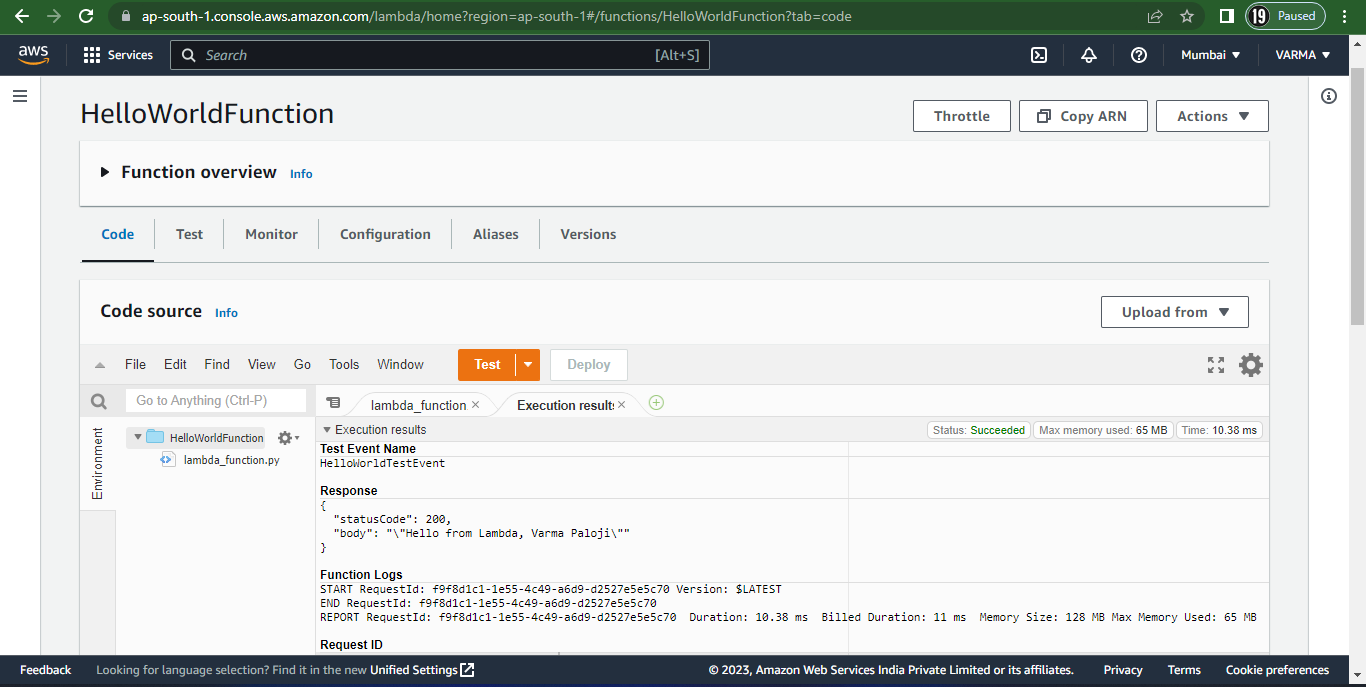 ap-south-1.console.aws.amazon.com/lambda/home?region=ap-south-1#/functions/HelloWorldFunction?tab=code
19 Paused
aws Services Search [Alt+S] Mumbai VARMA
HelloWorldFunction
Throttle Copy ARN Actions
Function overview Info
Code Test Monitor Configuration Aliases Versions
Code source Info
Upload from
File Edit Find View Go Tools Window Test Deploy
Go to Anything (Ctrl-P)
lambda_function × Execution results ×
Environment
HelloWorldFunction
lambda_function.py
Execution results
Status: Succeeded Max memory used: 65 MB Time: 10.38 ms
Test Event Name
HelloWorldTestEvent
Response
{
"statusCode": 200,
"body": "\"Hello from Lambda, Varma Paloji\""
}
Function Logs
START RequestId: f9f8d1c1-1e55-4c49-a6d9-d2527e5e5c70 Version: $LATEST
END RequestId: f9f8d1c1-1e55-4c49-a6d9-d2527e5e5c70
REPORT RequestId: f9f8d1c1-1e55-4c49-a6d9-d2527e5e5c70 Duration: 10.38 ms Billed Duration: 11 ms Memory Size: 128 MB Max Memory Used: 65 MB
Request ID
Feedback Looking for language selection? Find it in the new Unified Settings © 2023, Amazon Web Services India Private Limited or its affiliates. Privacy Terms Cookie preferences